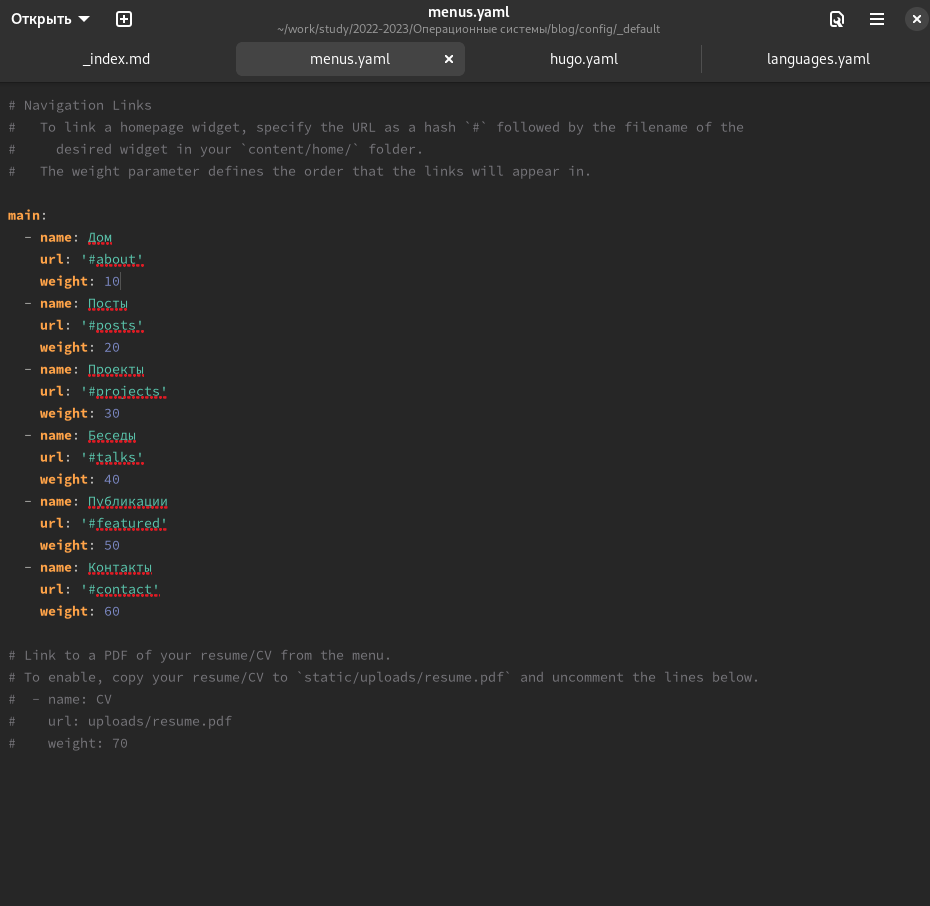 Открыть
menus.yaml
~/work/study/2022-2023/Операционные системы/blog/config/_default
_index.md
menus.yaml
hugo.yaml
languages.yaml
# Navigation Links
#   To link a homepage widget, specify the URL as a hash `#` followed by the filename of the
#     desired widget in your `content/home/` folder.
#   The weight parameter defines the order that the links will appear in.
main:
  - name: Дом
    url: '#about'
    weight: 10
  - name: Посты
    url: '#posts'
    weight: 20
  - name: Проекты
    url: '#projects'
    weight: 30
  - name: Беседы
    url: '#talks'
    weight: 40
  - name: Публикации
    url: '#featured'
    weight: 50
  - name: Контакты
    url: '#contact'
    weight: 60
# Link to a PDF of your resume/CV from the menu.
# To enable, copy your resume/CV to `static/uploads/resume.pdf` and uncomment the lines below.
#  - name: CV
#    url: uploads/resume.pdf
#    weight: 70